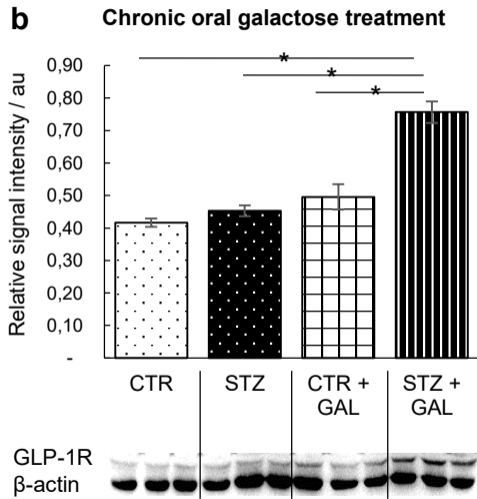 b Chronic oral galactose treatment
Relative signal intensity / au
0,90
0,80
0,70
0,60
0,50
0,40
0,30
0,20
0,10
-
*
*
*
CTR STZ CTR + GAL STZ + GAL
GLP-1R
β-actin